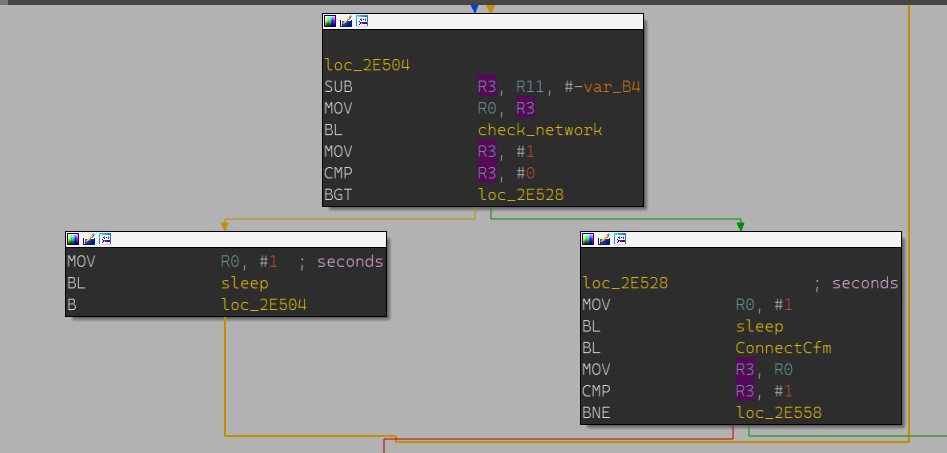 loc_2E504
SUB R3, R11, #-var_B4
MOV R0, R3
BL check_network
MOV R3, #1
CMP R3, #0
BGT loc_2E528
MOV R0, #1 ; seconds
BL sleep
B loc_2E504
loc_2E528 ; seconds
MOV R0, #1
BL sleep
BL ConnectCfm
MOV R3, R0
CMP R3, #1
BNE loc_2E558